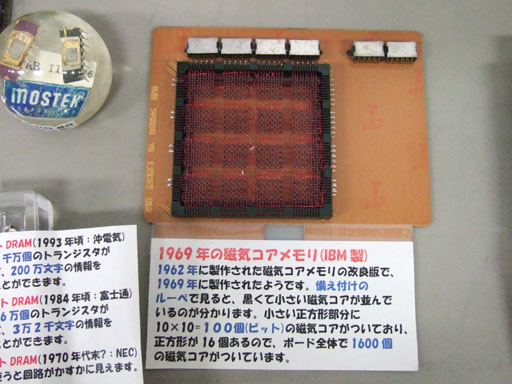 AB II
MOSTEK
1969 年の磁気コアメモリ(IBM 製)
1962 年に製作された磁気コアメモリの改良版で、
1969 年に製作されたようです。備え付けの
ルーペで見ると、黒くて小さい磁気コアが並んで
いるのが分かります。小さい正方形部分に
10×10=100個(ビット)の磁気コアがついており、
正方形が 16 個あるので、ボード全体で 1600 個
の磁気コアがついています。
ト DRAM(1993 年頃:沖電気)
千万個のトランジスタが
、200 万文字の情報を
ことができます。
ト DRAM(1984 年頃:富士通)
6万個のトランジスタが
、3万2千文字の情報を
とができます。
ト DRAM(1970 年代末?:NEC)
使うと回路がかすかに見えます。